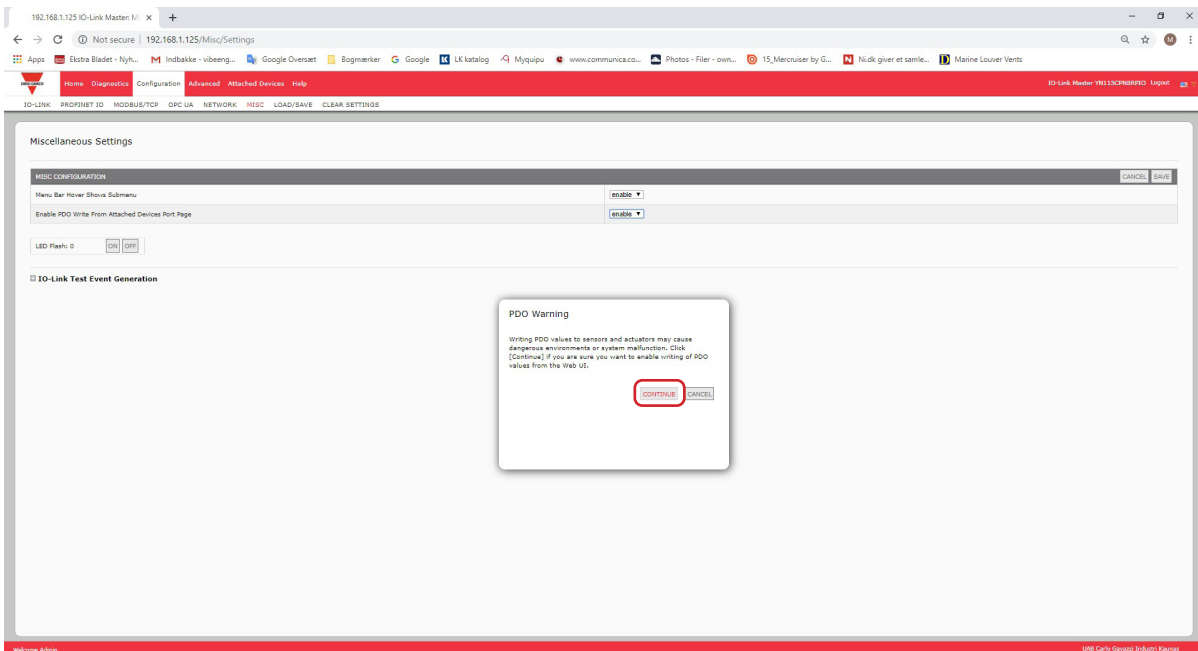 192.168.1.125 IO-Link Master: Mi
Not secure | 192.168.1.125/Misc/Settings
Apps Ekstra Bladet - Nyh... Indbakke - vibeeng... Google Oversæt Bogmærker Google LK katalog Myquipu www.communica.co... Photos - Filer - own... 15_Mercruiser by G... Ni.dk giver et samle... Marine Louver Vents
Home Diagnostics Configuration Advanced Attached Devices Help IO-Link Master YN115CPN8RPIO Logout
IO-LINK PROFINET IO MODBUS/TCP OPC UA NETWORK MISC LOAD/SAVE CLEAR SETTINGS
Miscellaneous Settings
MISC CONFIGURATION CANCEL SAVE
Menu Bar Hover Shows Submenu enable
Enable PDO Write From Attached Devices Port Page enable
LED Flash: 0 ON OFF
IO-Link Test Event Generation
PDO Warning
Writing PDO values to sensors and actuators may cause
dangerous environments or system malfunction. Click
[Continue] if you are sure you want to enable writing of PDO
values from the Web UI.
CONTINUE CANCEL
Welcome Admin UAB Carlo Gavazzi Industri Kaunas